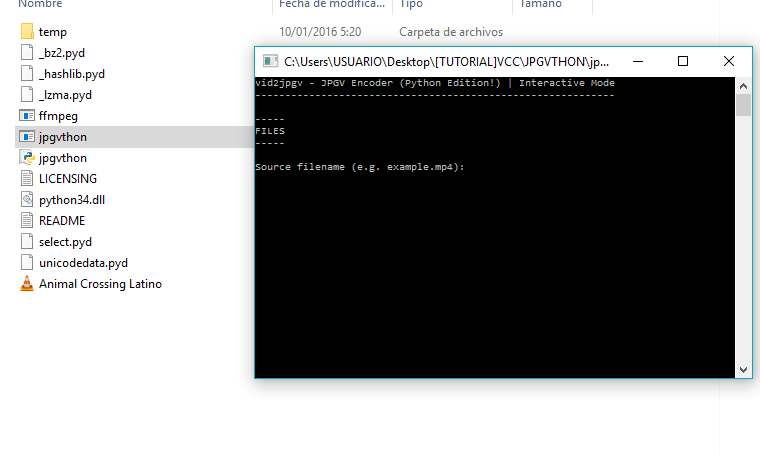 Nombre Fecha de modifica... Tipo Tamaño
temp 10/01/2016 5:20 Carpeta de archivos
_bz2.pyd
_hashlib.pyd
_lzma.pyd
ffmpeg
jpgvthon
jpgvthon
LICENSING
python34.dll
README
select.pyd
unicodedata.pyd
Animal Crossing Latino
C:\Users\USUARIO\Desktop\[TUTORIAL]VCC\JPGVTHON\jp...
vid2jpgv - JPGV Encoder (Python Edition!) | Interactive Mode
------------------------------------------------------------
-----
FILES
-----
Source filename (e.g. example.mp4):